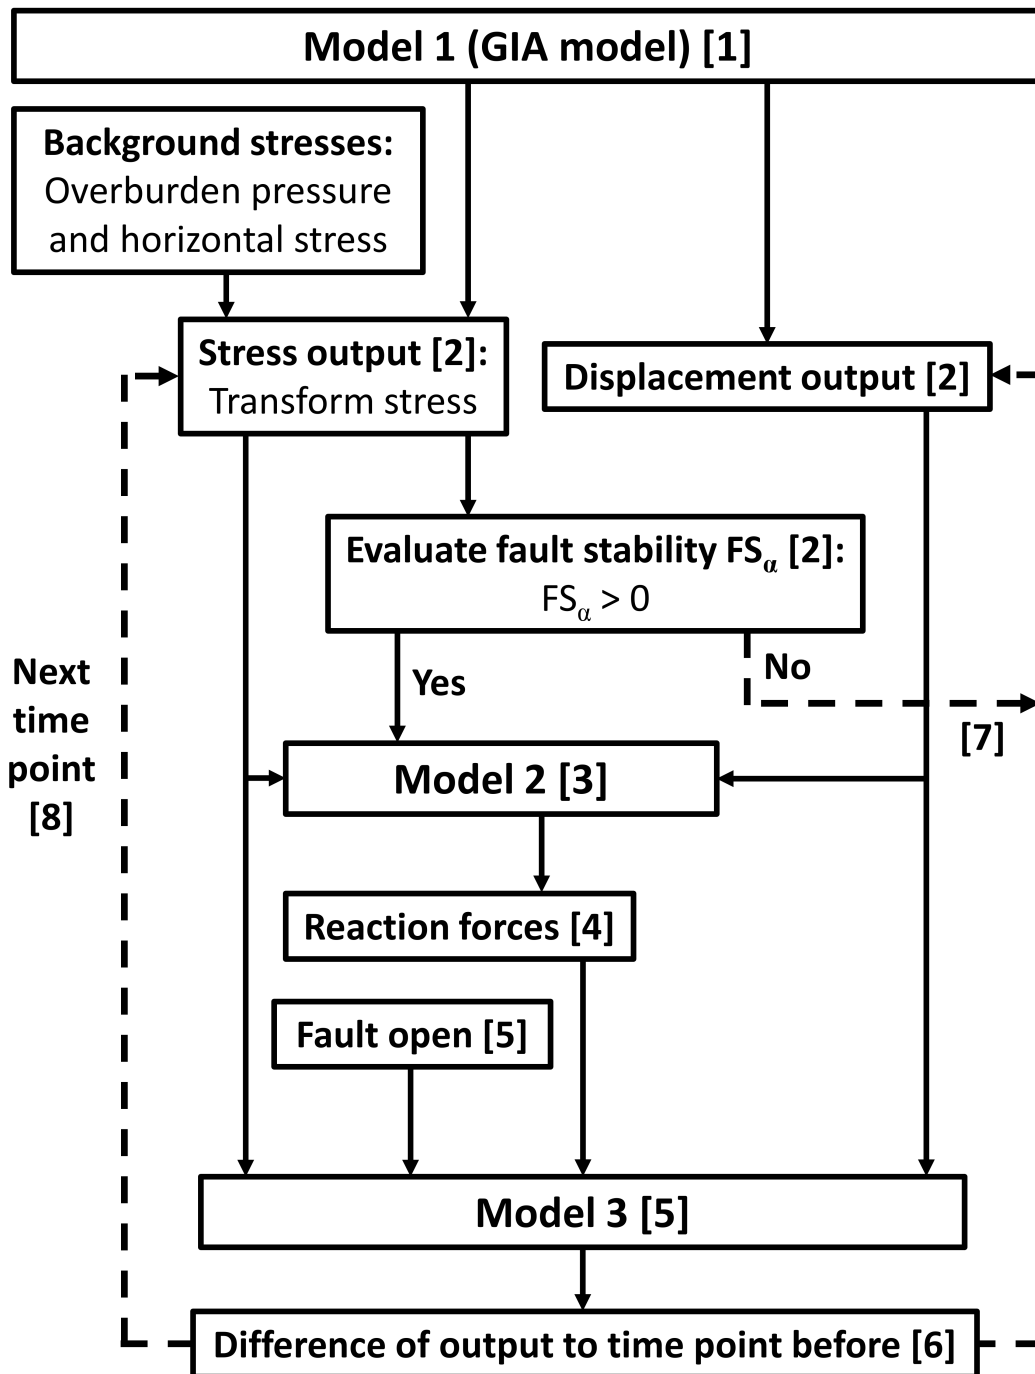 Model 1 (GIA model) [1]
Background stresses:
Overburden pressure
and horizontal stress
Stress output [2]:
Transform stress
Displacement output [2]
Evaluate fault stability FSα [2]:
FSα > 0
Yes
No
[7]
Next
time
point
[8]
Model 2 [3]
Reaction forces [4]
Fault open [5]
Model 3 [5]
Difference of output to time point before [6]